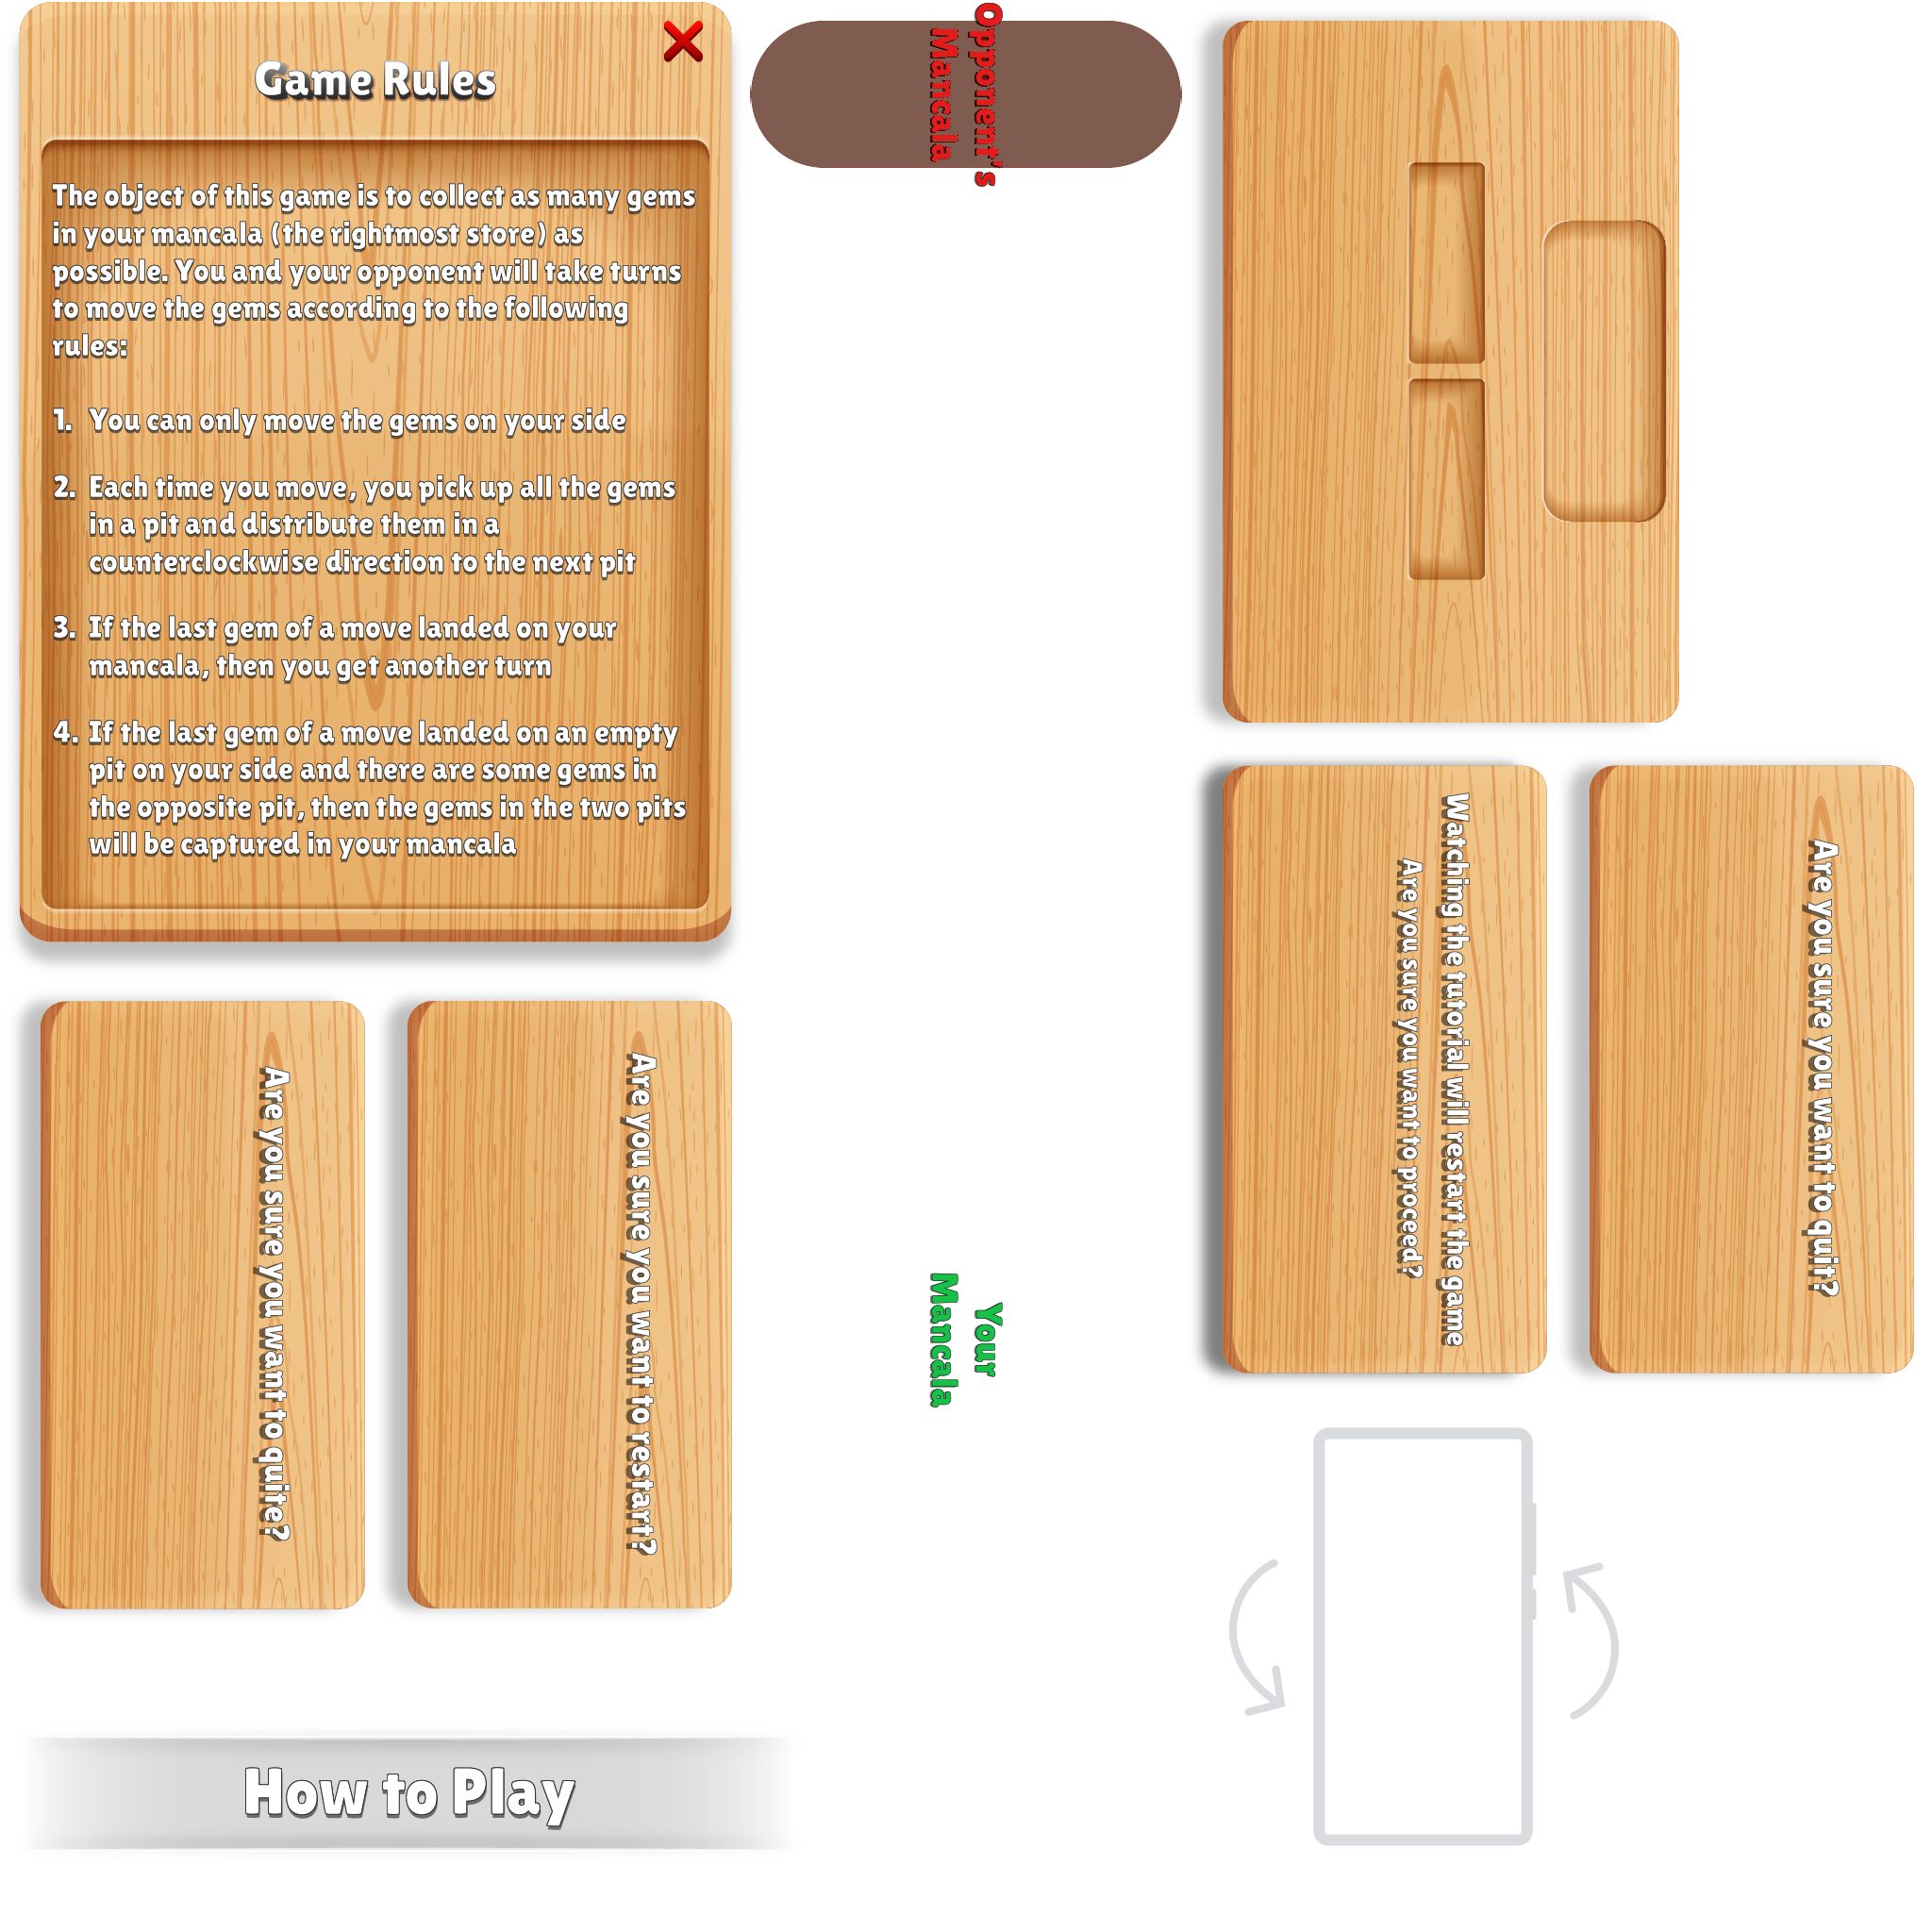 Game Rules
The object of this game is to collect as many gems
in your mancala (the rightmost store) as
possible. You and your opponent will take turns
to move the gems according to the following
rules:
1. You can only move the gems on your side
2. Each time you move, you pick up all the gems
in a pit and distribute them in a
counterclockwise direction to the next pit
3. If the last gem of a move landed on your
mancala, then you get another turn
4. If the last gem of a move landed on an empty
pit on your side and there are some gems in
the opposite pit, then the gems in the two pits
will be captured in your mancala
Opponent's
Mancala
Watching the tutorial will restart the game
Are you sure you want to proceed?
Are you sure you want to quit?
Are you sure you want to quite?
Are you sure you want to restart?
Your
Mancala
How to Play